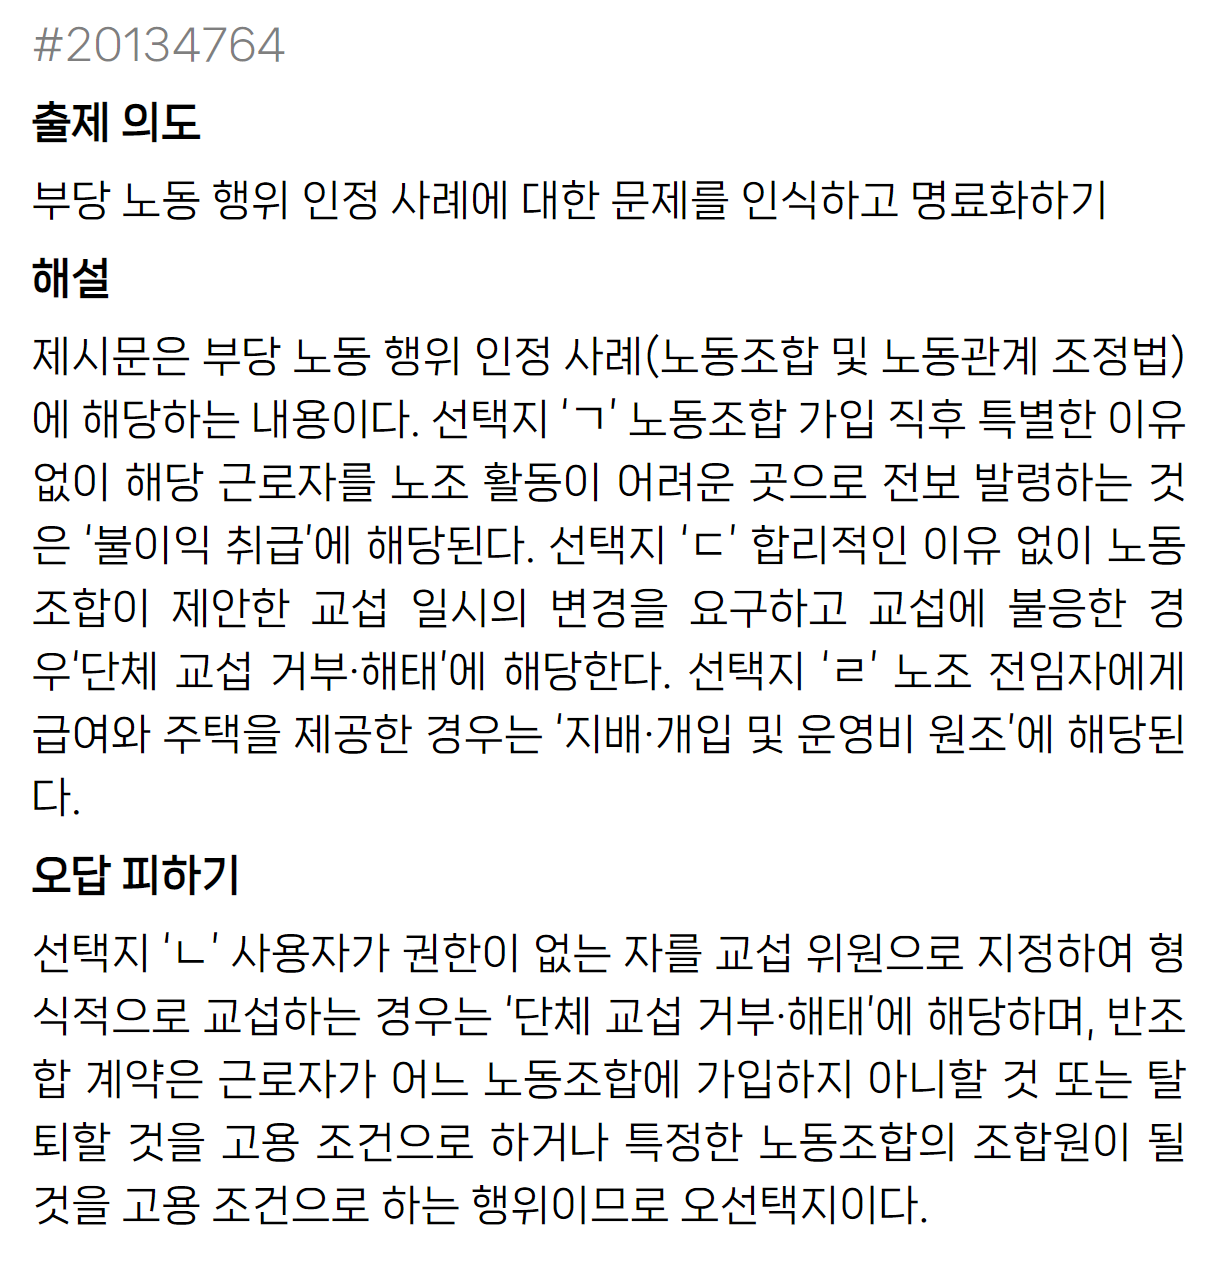 #20134764
출제 의도
부당 노동 행위 인정 사례에 대한 문제를 인식하고 명료화하기
해설
제시문은 부당 노동 행위 인정 사례(노동조합 및 노동관계 조정법)
에 해당하는 내용이다. 선택지 ‘ㄱ’ 노동조합 가입 직후 특별한 이유
없이 해당 근로자를 노조 활동이 어려운 곳으로 전보 발령하는 것
은 ‘불이익 취급’에 해당된다. 선택지 ‘ㄷ’ 합리적인 이유 없이 노동
조합이 제안한 교섭 일시의 변경을 요구하고 교섭에 불응한 경
우‘단체 교섭 거부·해태’에 해당한다. 선택지 ‘ㄹ’ 노조 전임자에게
급여와 주택을 제공한 경우는 ‘지배·개입 및 운영비 원조’에 해당된
다.
오답 피하기
선택지 ‘ㄴ’ 사용자가 권한이 없는 자를 교섭 위원으로 지정하여 형
식적으로 교섭하는 경우는 ‘단체 교섭 거부·해태’에 해당하며, 반조
합 계약은 근로자가 어느 노동조합에 가입하지 아니할 것 또는 탈
퇴할 것을 고용 조건으로 하거나 특정한 노동조합의 조합원이 될
것을 고용 조건으로 하는 행위이므로 오선택지이다.